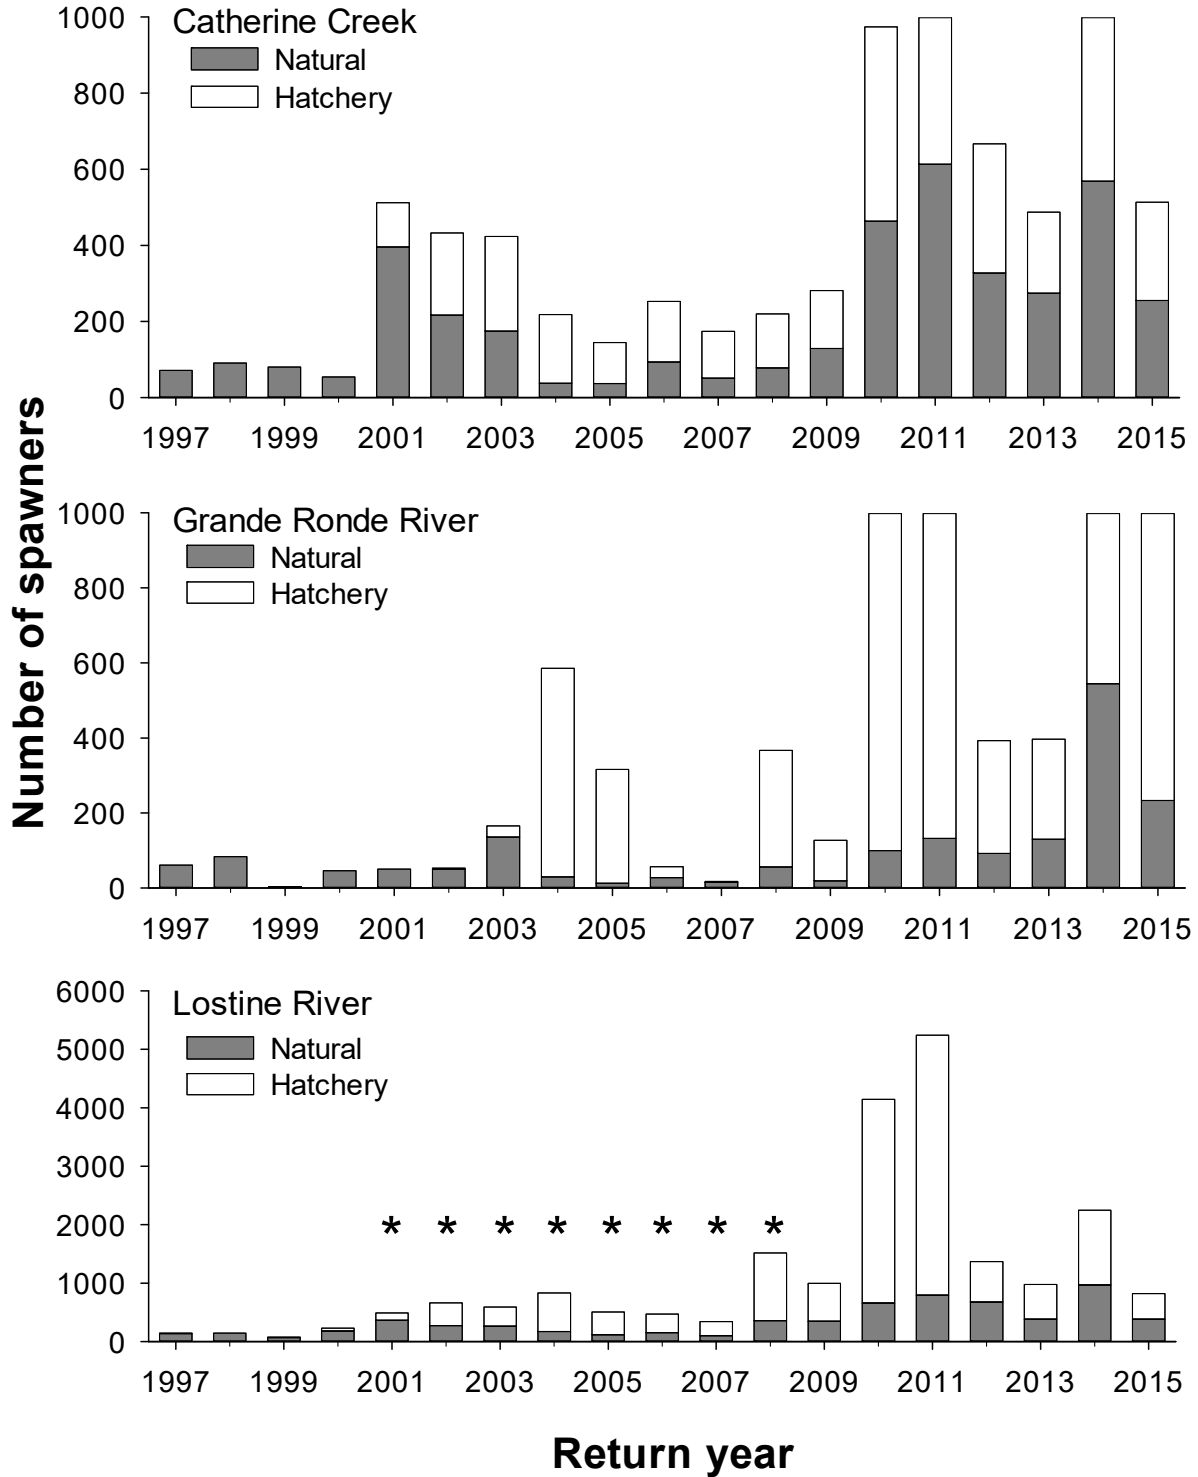 Number of spawners
Catherine Creek
Natural
Hatchery
1000
800
600
400
200
0
1997 1999 2001 2003 2005 2007 2009 2011 2013 2015
Grande Ronde River
Natural
Hatchery
1000
800
600
400
200
0
1997 1999 2001 2003 2005 2007 2009 2011 2013 2015
Lostine River
Natural
Hatchery
6000
5000
4000
3000
2000
1000
0
* * * * * * * *
1997 1999 2001 2003 2005 2007 2009 2011 2013 2015
Return year